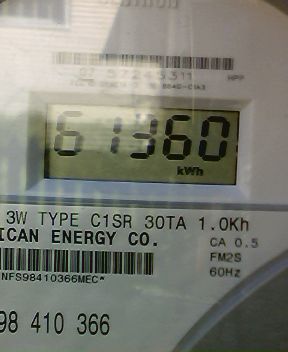 61360
kWh
3W TYPE C1SR 30TA 1.0Kh
ICAN ENERGY CO.
CA 0.5
FM2S
60Hz
NFS98410366MEC*
98 410 366